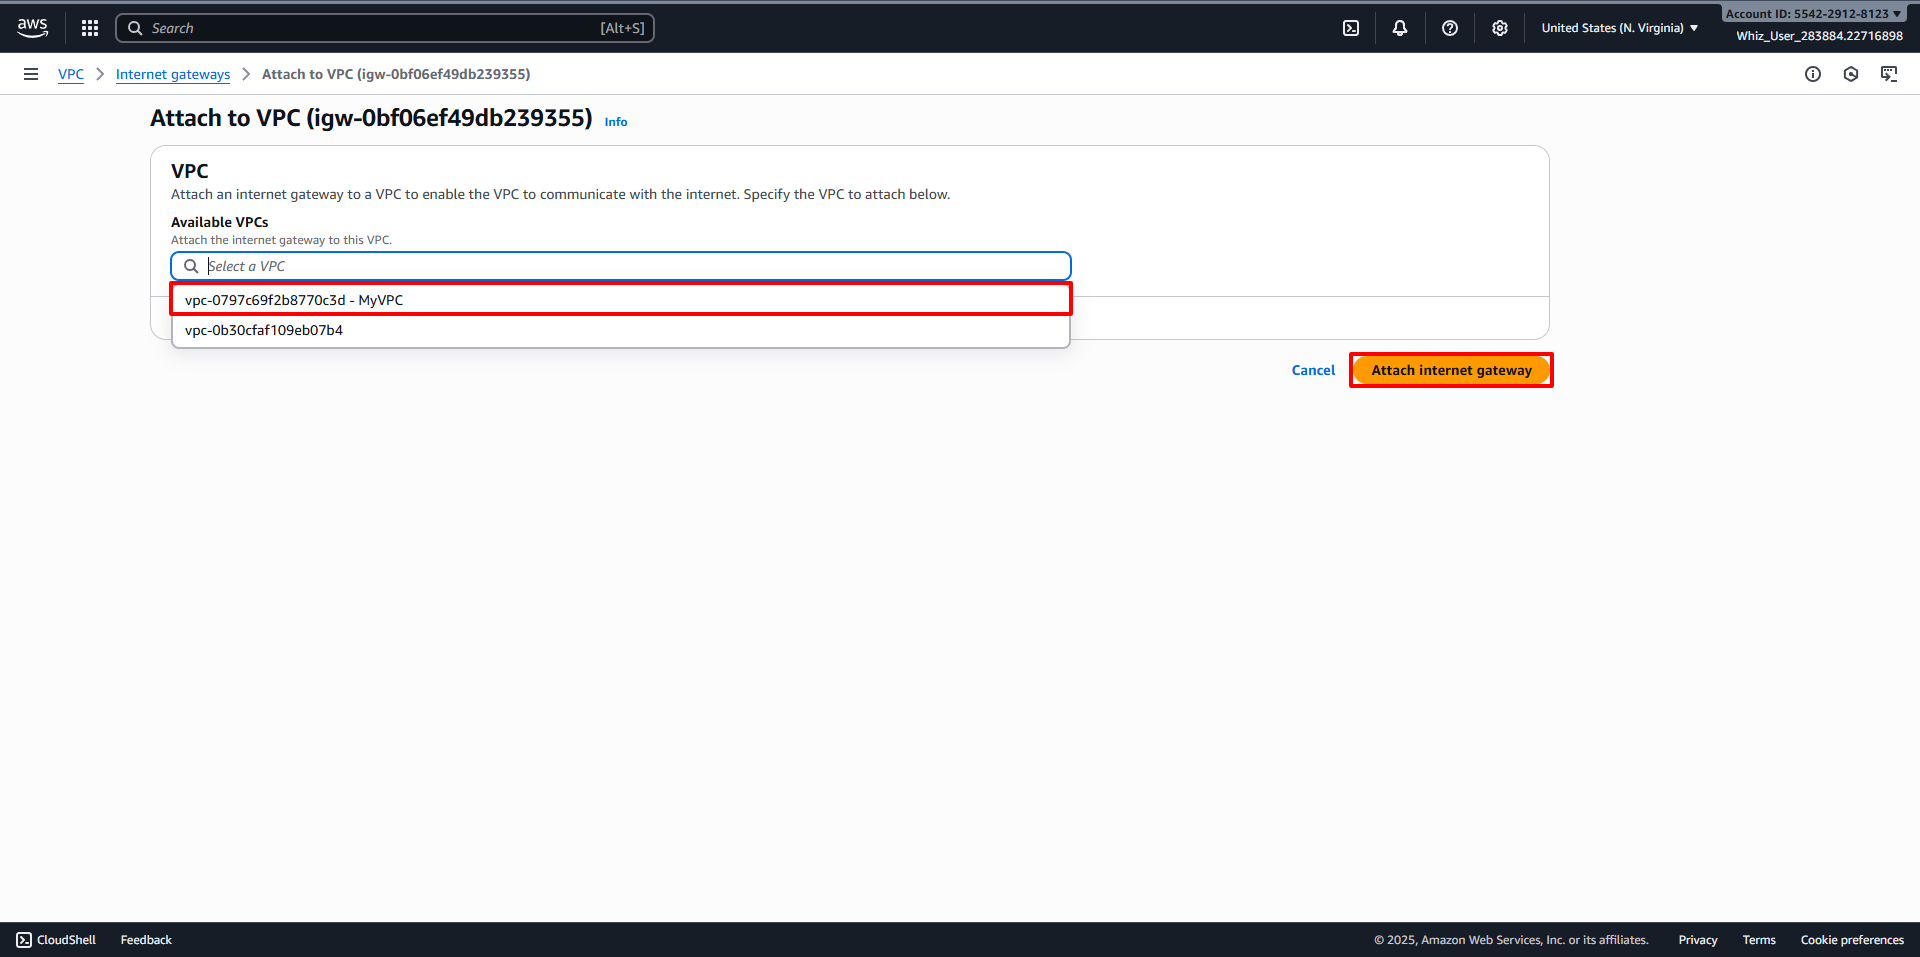 aws
Search [Alt+S]
United States (N. Virginia)
Account ID: 5542-2912-8123
Whiz_User_283884.22716898
VPC
Internet gateways
Attach to VPC (igw-0bf06ef49db239355)
Attach to VPC (igw-0bf06ef49db239355) Info
VPC
Attach an internet gateway to a VPC to enable the VPC to communicate with the internet. Specify the VPC to attach below.
Available VPCs
Attach the internet gateway to this VPC.
Select a VPC
vpc-0797c69f2b8770c3d - MyVPC
vpc-0b30cfaf109eb07b4
Cancel
Attach internet gateway
CloudShell
Feedback
© 2025, Amazon Web Services, Inc. or its affiliates.
Privacy
Terms
Cookie preferences